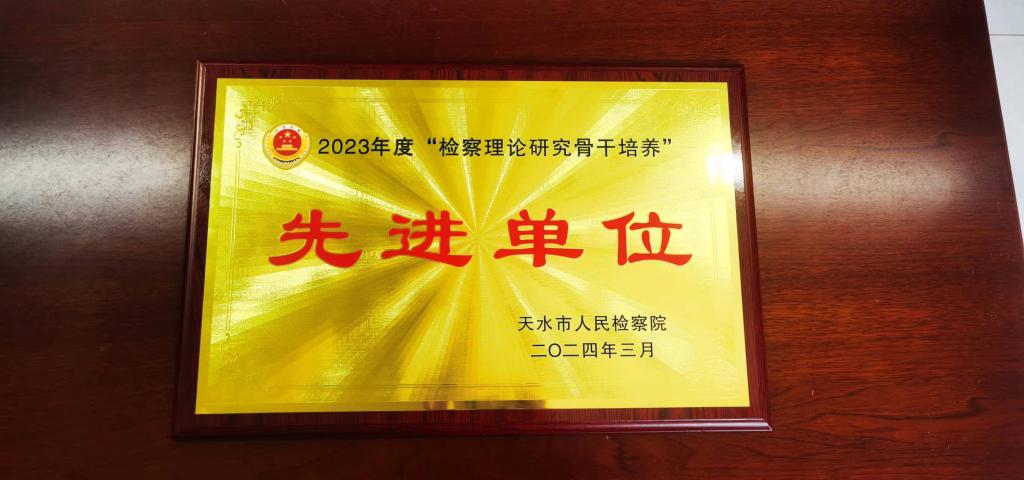 2023年度“检察理论研究骨干培养”
先进单位
天水市人民检察院
二〇二四年三月